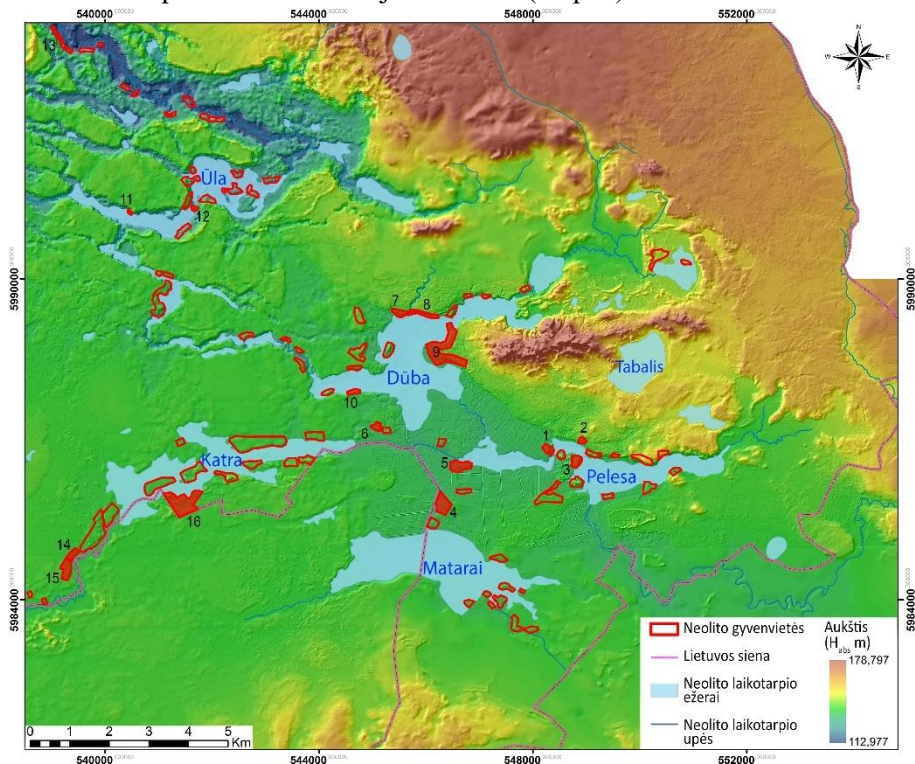 540000
544000
548000
552000
N
W
E
S
13
Ūla
11
12
5990000
5990000
7
8
9
Dūba
Tabalis
10
6
1
2
Katra
5
3
Pelesa
4
16
14
15
Matarai
5984000
5984000
Neolito gyvenvietės
Lietuvos siena
Neolito laikotarpio
ežerai
Neolito laikotarpio
upės
Aukštis
(Habs m)
178,797
112,977
0 1 2 3 4 5
Km
540000
544000
548000
552000